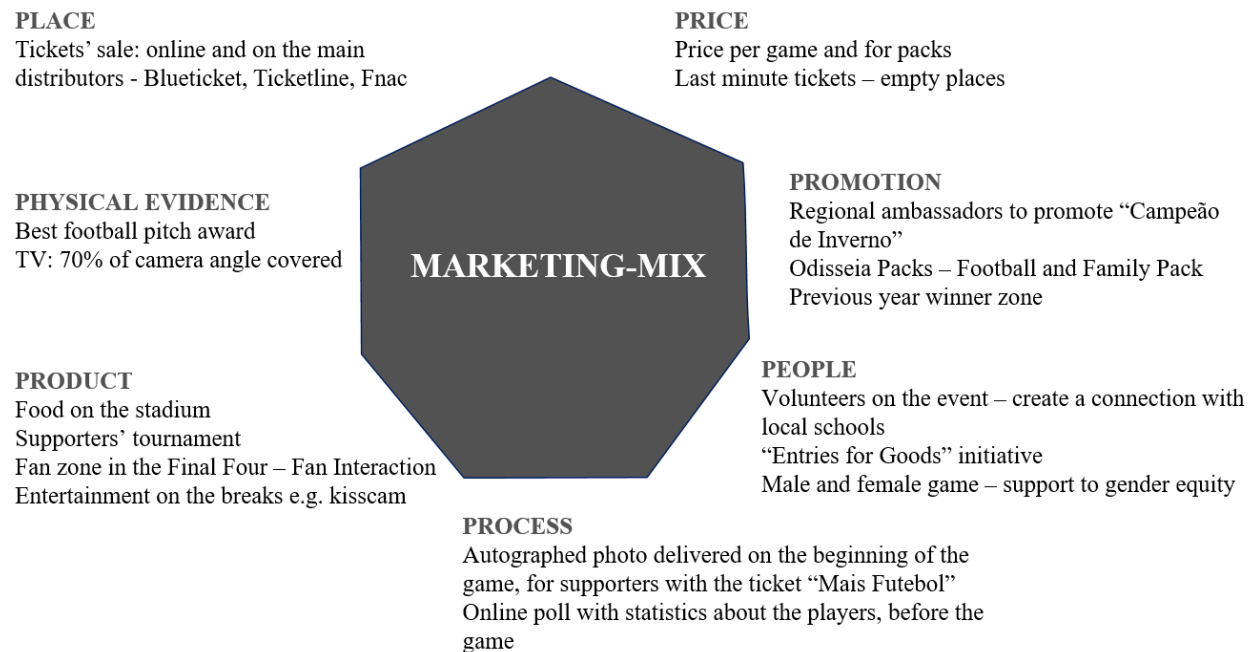 PLACE
Tickets’ sale: online and on the main
distributors - Blueticket, Ticketline, Fnac
PRICE
Price per game and for packs
Last minute tickets – empty places
PHYSICAL EVIDENCE
Best football pitch award
TV: 70% of camera angle covered
MARKETING-MIX
PROMOTION
Regional ambassadors to promote “Campeão
de Inverno”
Odisseia Packs – Football and Family Pack
Previous year winner zone
PRODUCT
Food on the stadium
Supporters’ tournament
Fan zone in the Final Four – Fan Interaction
Entertainment on the breaks e.g. kisscam
PEOPLE
Volunteers on the event – create a connection with
local schools
“Entries for Goods” initiative
Male and female game – support to gender equity
PROCESS
Autographed photo delivered on the beginning of the
game, for supporters with the ticket “Mais Futebol”
Online poll with statistics about the players, before the
game